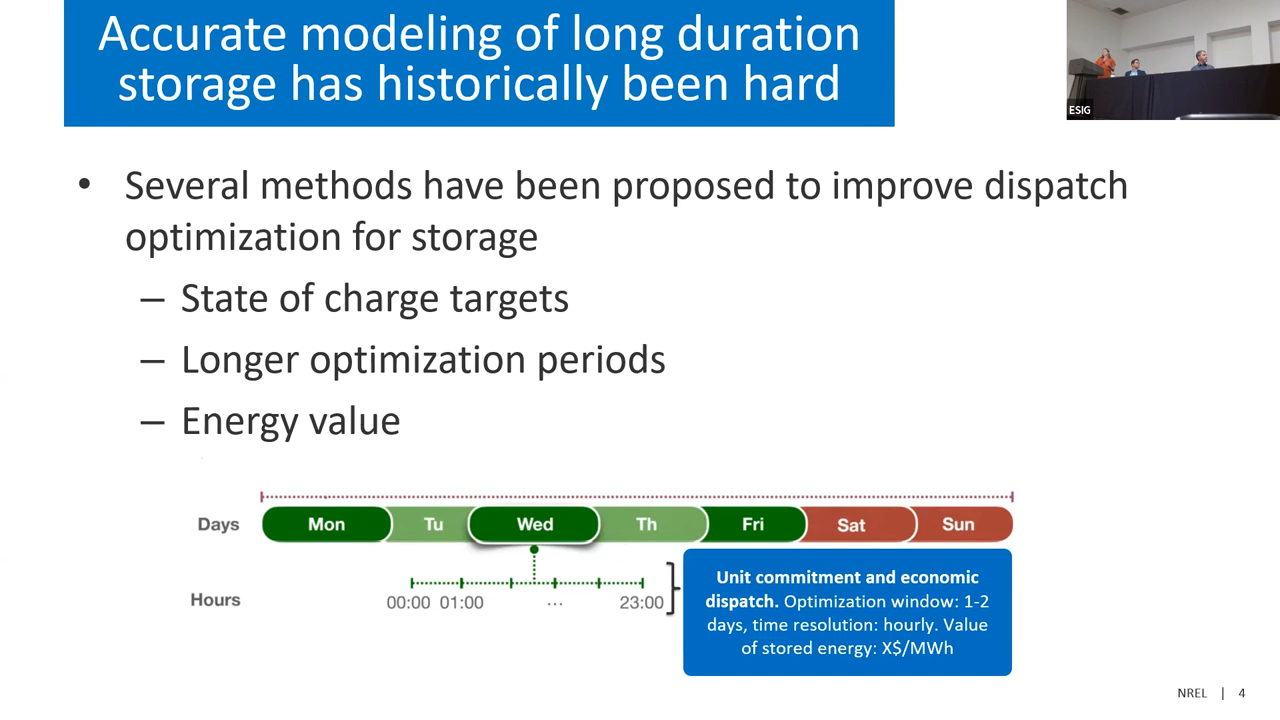 Accurate modeling of long duration
storage has historically been hard
ESIG
• Several methods have been proposed to improve dispatch
optimization for storage
– State of charge targets
– Longer optimization periods
– Energy value
Days Mon Tu Wed Th Fri Sat Sun
Hours 00:00 01:00 ... 23:00
Unit commitment and economic
dispatch. Optimization window: 1-2
days, time resolution: hourly. Value
of stored energy: X$/MWh
NREL | 4